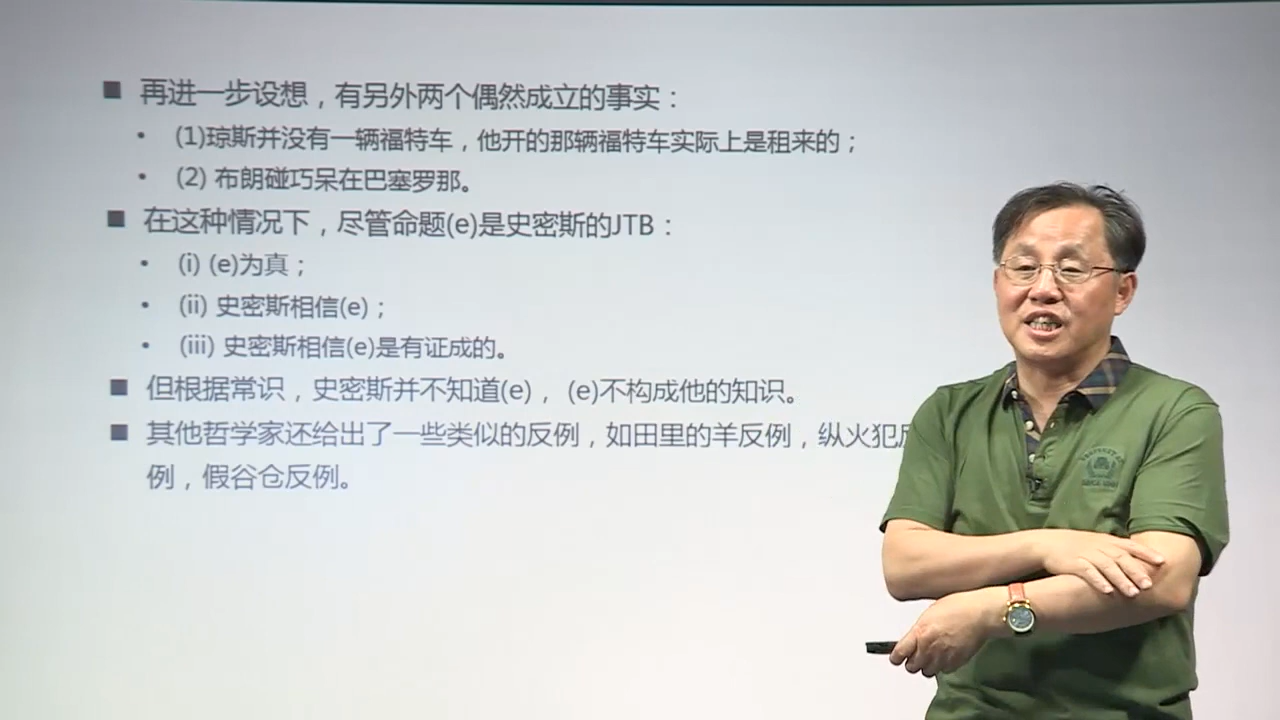 ■ 再进一步设想，有另外两个偶然成立的事实：
• (1)琼斯并没有一辆福特车，他开的那辆福特车实际上是租来的；
• (2) 布朗碰巧呆在巴塞罗那。
■ 在这种情况下，尽管命题(e)是史密斯的JTB：
• (i) (e)为真；
• (ii) 史密斯相信(e)；
• (iii) 史密斯相信(e)是有证成的。
■ 但根据常识，史密斯并不知道(e)，(e)不构成他的知识。
■ 其他哲学家还给出了一些类似的反例，如田里的羊反例，纵火犯
例，假谷仓反例。